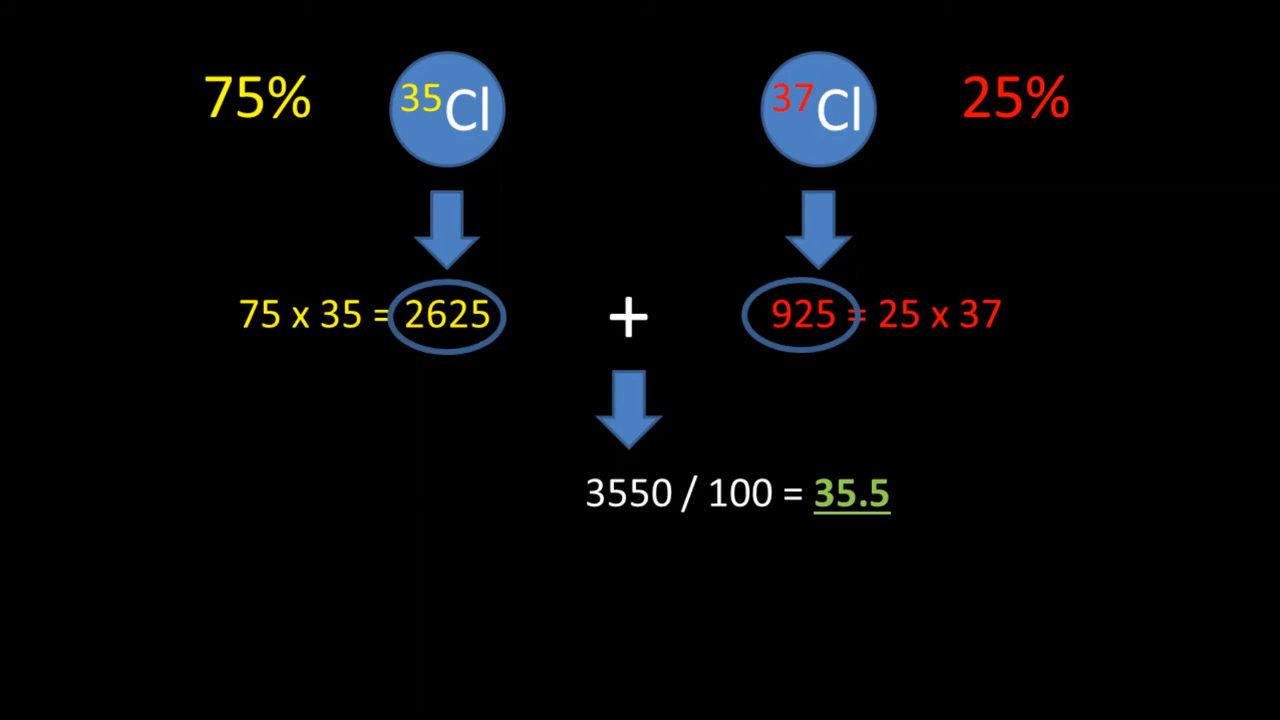 75% ³⁵Cl ³⁷Cl 25%
75 x 35 = 2625 + 925 = 25 x 37
3550 / 100 = 35.5